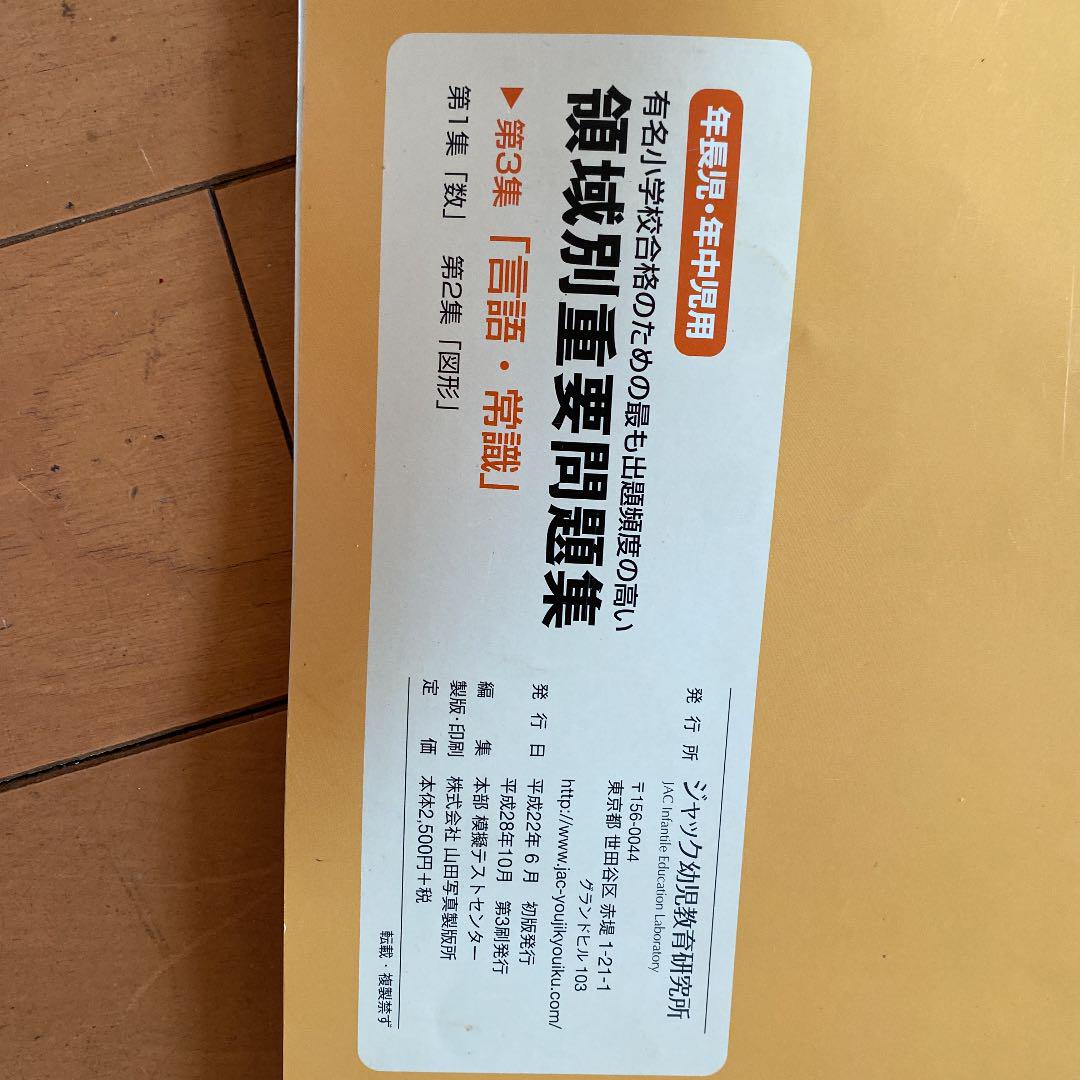 年長児・年中児用
有名小学校合格のための最も出題頻度の高い
領域別重要問題集
▶第3集「言語・常識」
第1集「数」 第2集「図形」
発行所 ジャック幼児教育研究所
JAC Infantile Education Laboratory
〒156-0044
東京都 世田谷区 赤堤 1-21-1
グランドヒル 103
http://www.jac-youjikyouiku.com/
発行日 平成22年6月 初版発行
平成28年10月 第3刷発行
編集 本部 模擬テストセンター
製版・印刷 株式会社 山田写真製版所
定価 本体2,500円+税
転載・複製禁ず